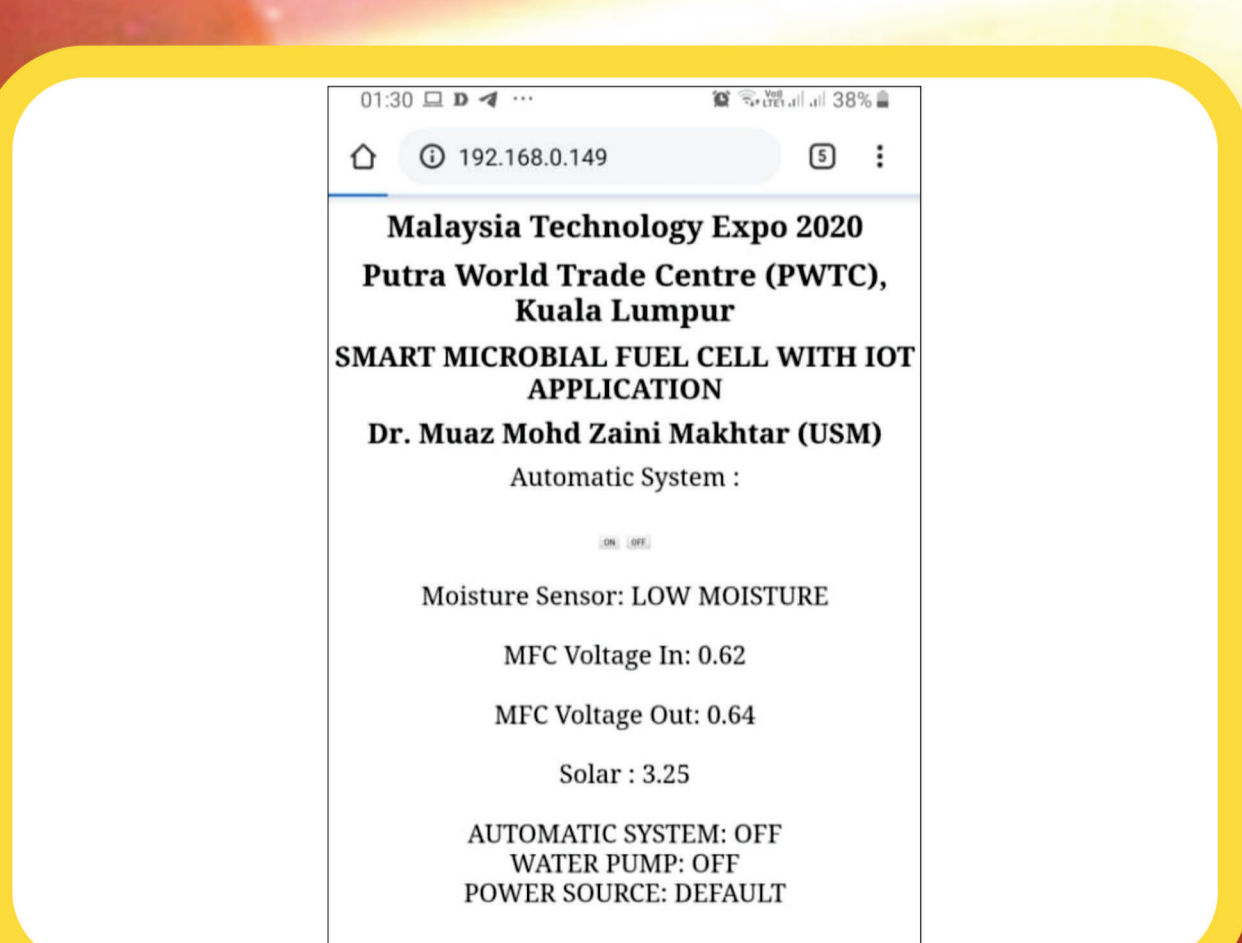 01:30 D ... VoB LTE1 38%
192.168.0.149 5
Malaysia Technology Expo 2020
Putra World Trade Centre (PWTC),
Kuala Lumpur
SMART MICROBIAL FUEL CELL WITH IOT
APPLICATION
Dr. Muaz Mohd Zaini Makhtar (USM)
Automatic System :
ON OFF
Moisture Sensor: LOW MOISTURE
MFC Voltage In: 0.62
MFC Voltage Out: 0.64
Solar : 3.25
AUTOMATIC SYSTEM: OFF
WATER PUMP: OFF
POWER SOURCE: DEFAULT